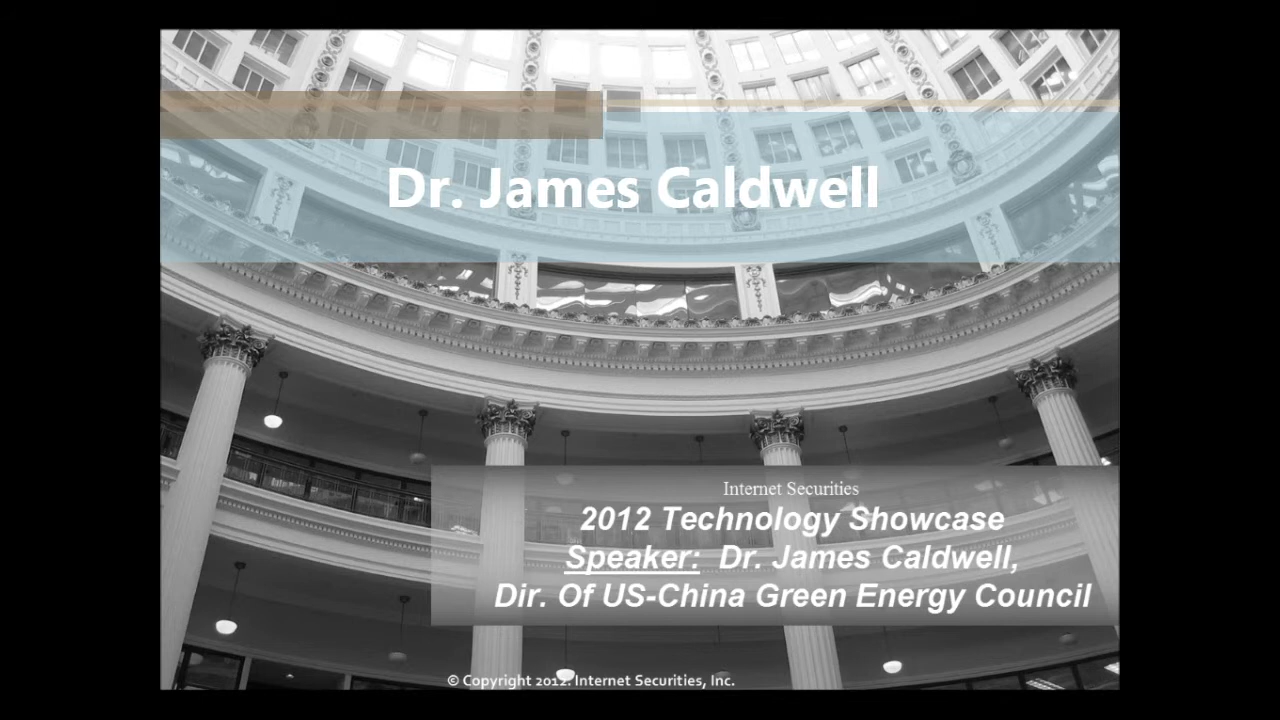 Dr. James Caldwell
Internet Securities
2012 Technology Showcase
Speaker: Dr. James Caldwell,
Dir. Of US-China Green Energy Council
© Copyright 2012. Internet Securities, Inc.